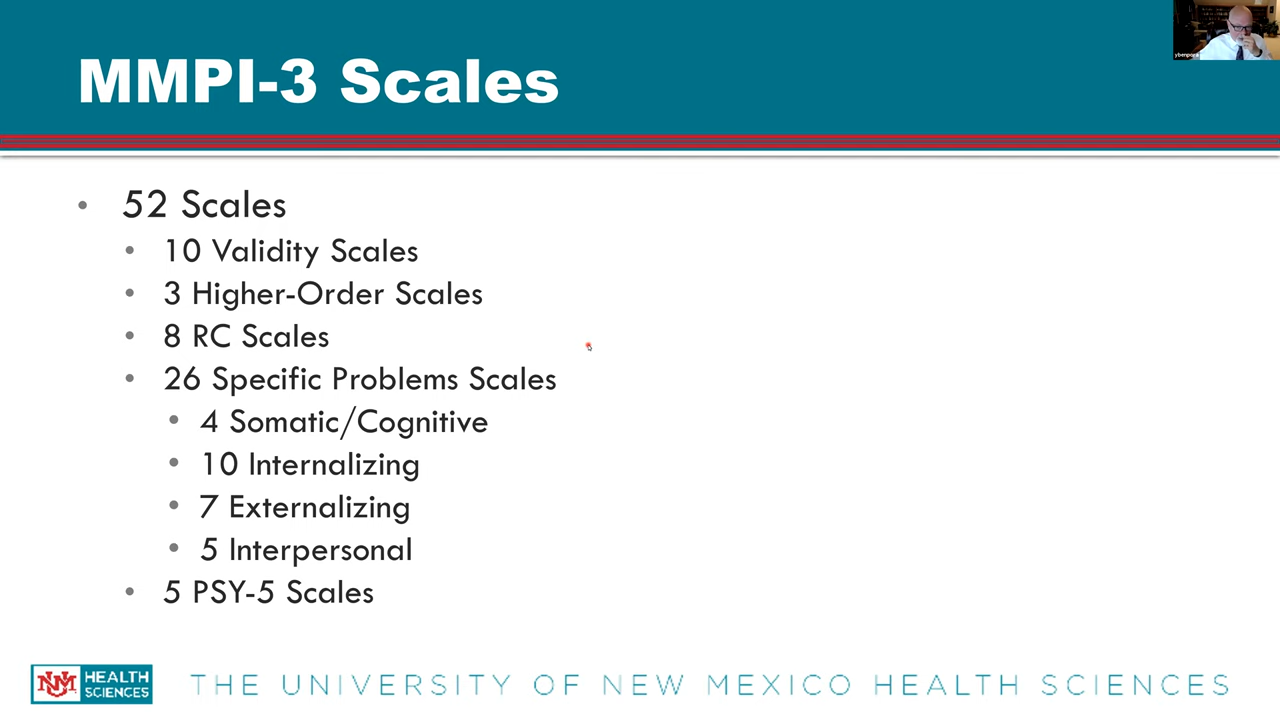 MMPI-3 Scales
• 52 Scales
• 10 Validity Scales
• 3 Higher-Order Scales
• 8 RC Scales
• 26 Specific Problems Scales
• 4 Somatic/Cognitive
• 10 Internalizing
• 7 Externalizing
• 5 Interpersonal
• 5 PSY-5 Scales
UNM HEALTH SCIENCES
THE UNIVERSITY OF NEW MEXICO HEALTH SCIENCES